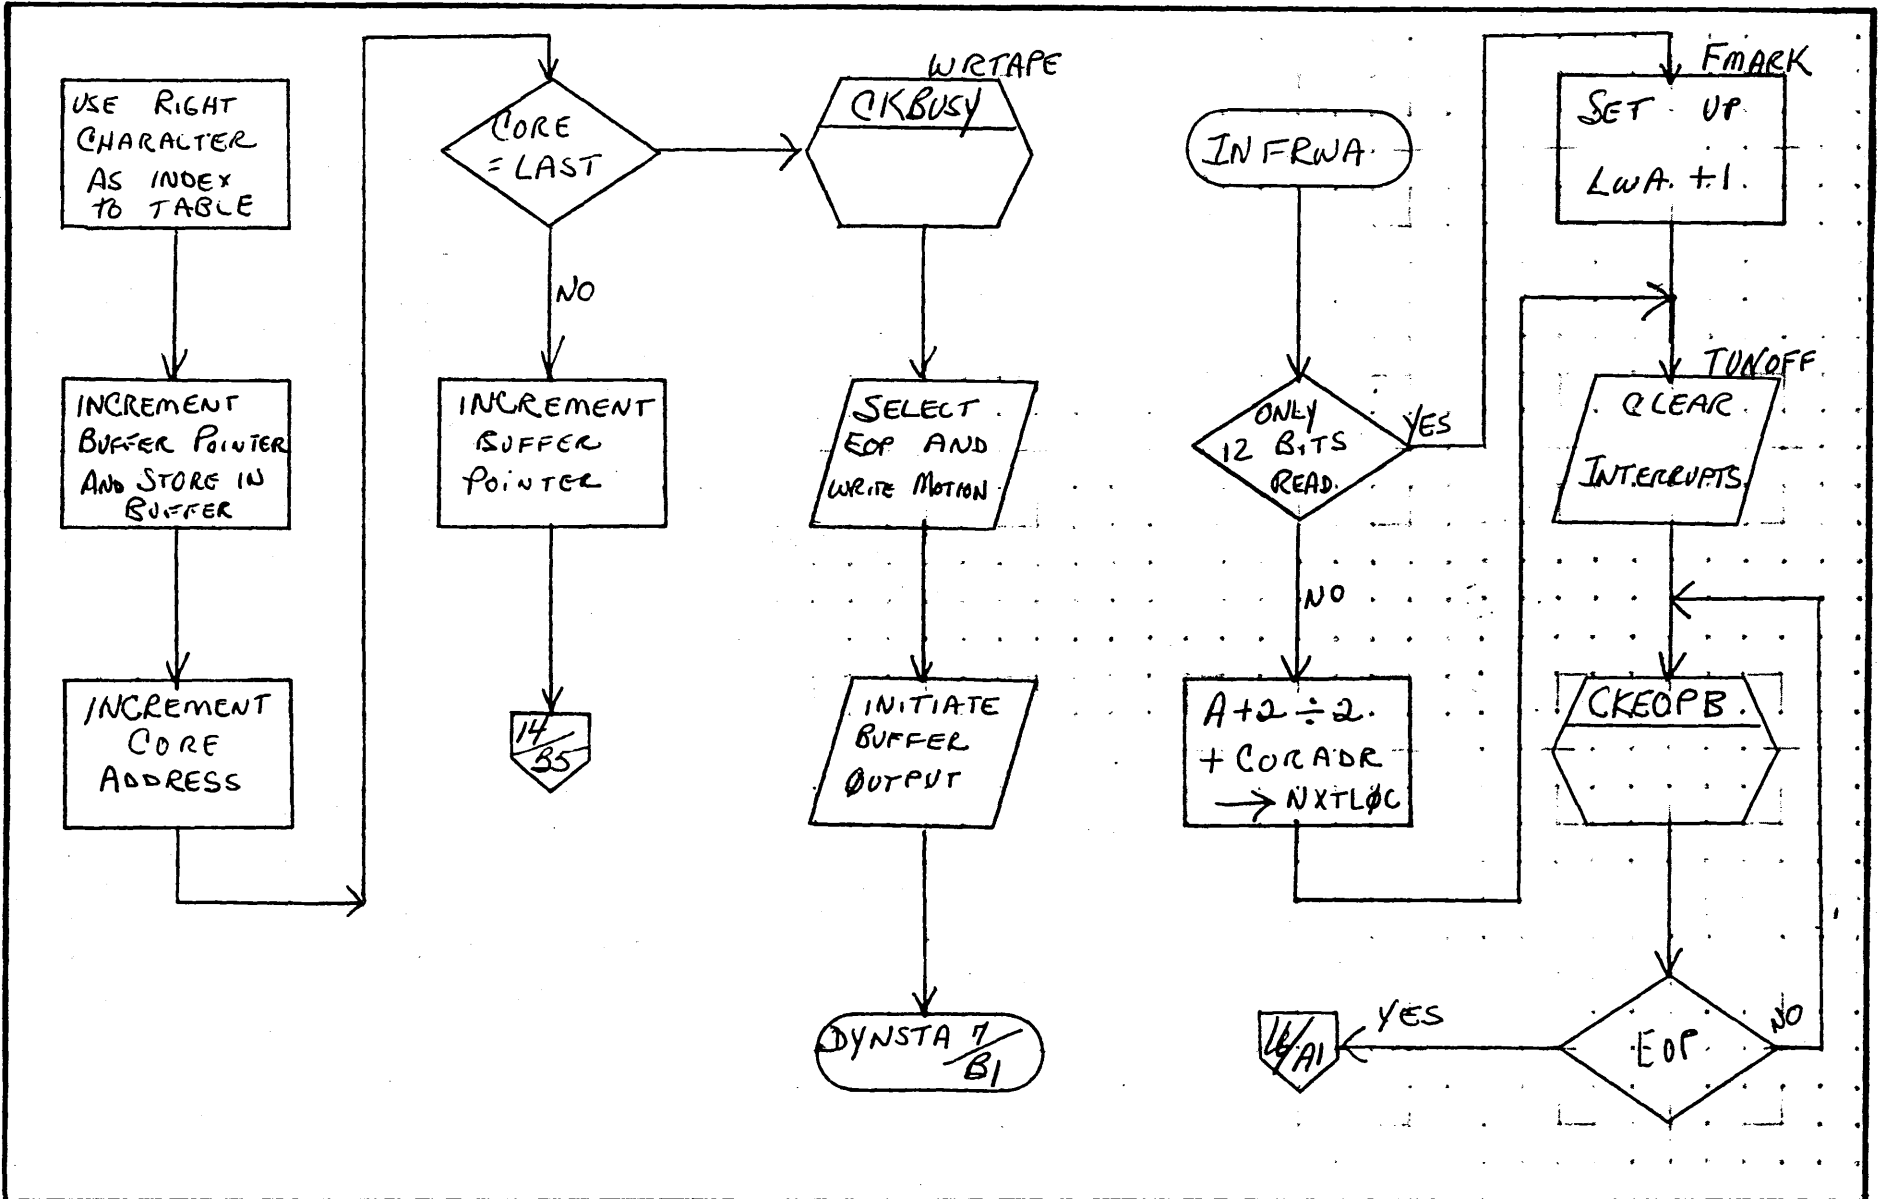 USE RIGHT
CHARACTER
AS INDEX
TO TABLE
INCREMENT
BUFFER POINTER
AND STORE IN
BUFFER
INCREMENT
CORE
ADDRESS
CORE
= LAST
NO
INCREMENT
BUFFER
POINTER
14/B5
WRTAPE
CKBUSY
SELECT
EOP AND
WRITE MOTION
INITIATE
BUFFER
ØUTPUT
DYNSTA 7/B1
INFRWA
ONLY
12 BITS
READ
YES
NO
A+2÷2
+ CORADR
→ NXTLØC
FMARK
SET UP
LWA +1
TUNOFF
CLEAR
INTERRUPTS
CKEOPB
EOP
NO
YES
16/A1